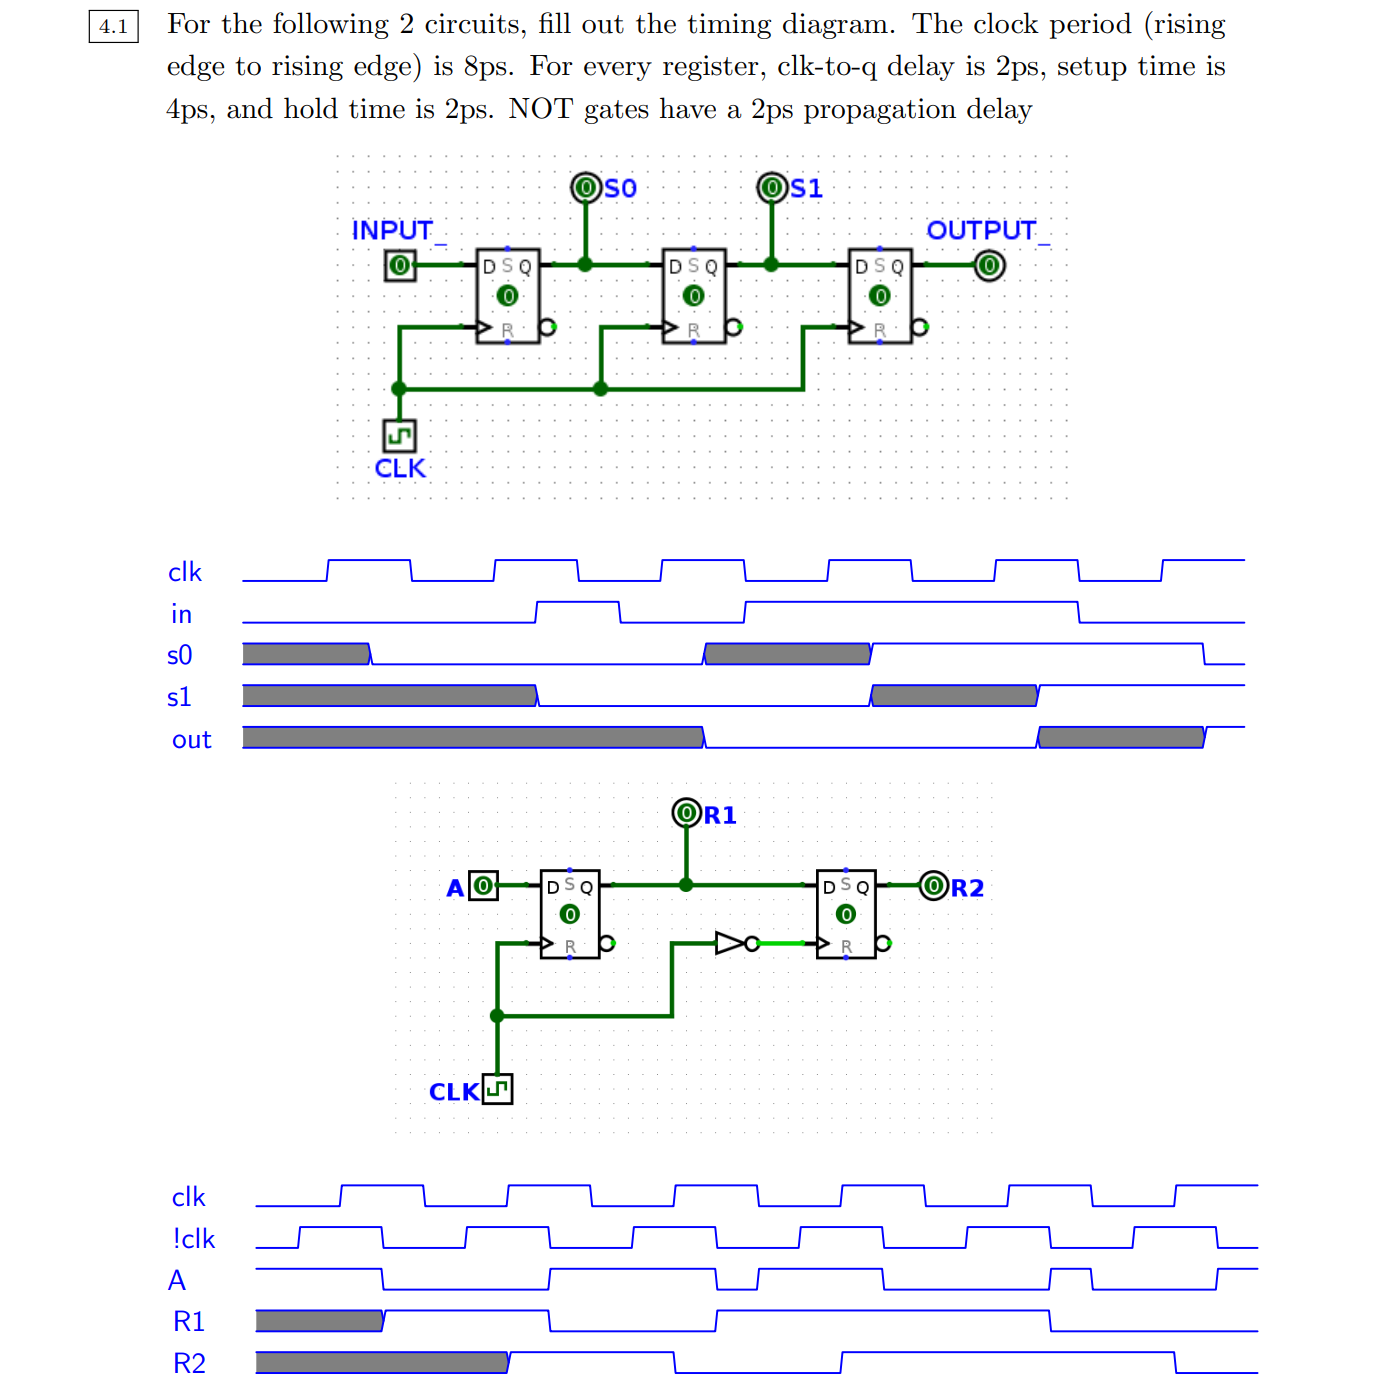 4.1 For the following 2 circuits, fill out the timing diagram. The clock period (rising
edge to rising edge) is 8ps. For every register, clk-to-q delay is 2ps, setup time is
4ps, and hold time is 2ps. NOT gates have a 2ps propagation delay
0 S0 0 S1
INPUT_ OUTPUT_
0 D S Q D S Q D S Q 0
0 0 0
R R R
CLK
clk
in
s0
s1
out
0 R1
A 0 D S Q D S Q 0 R2
0 0
R R
CLK
clk
!clk
A
R1
R2